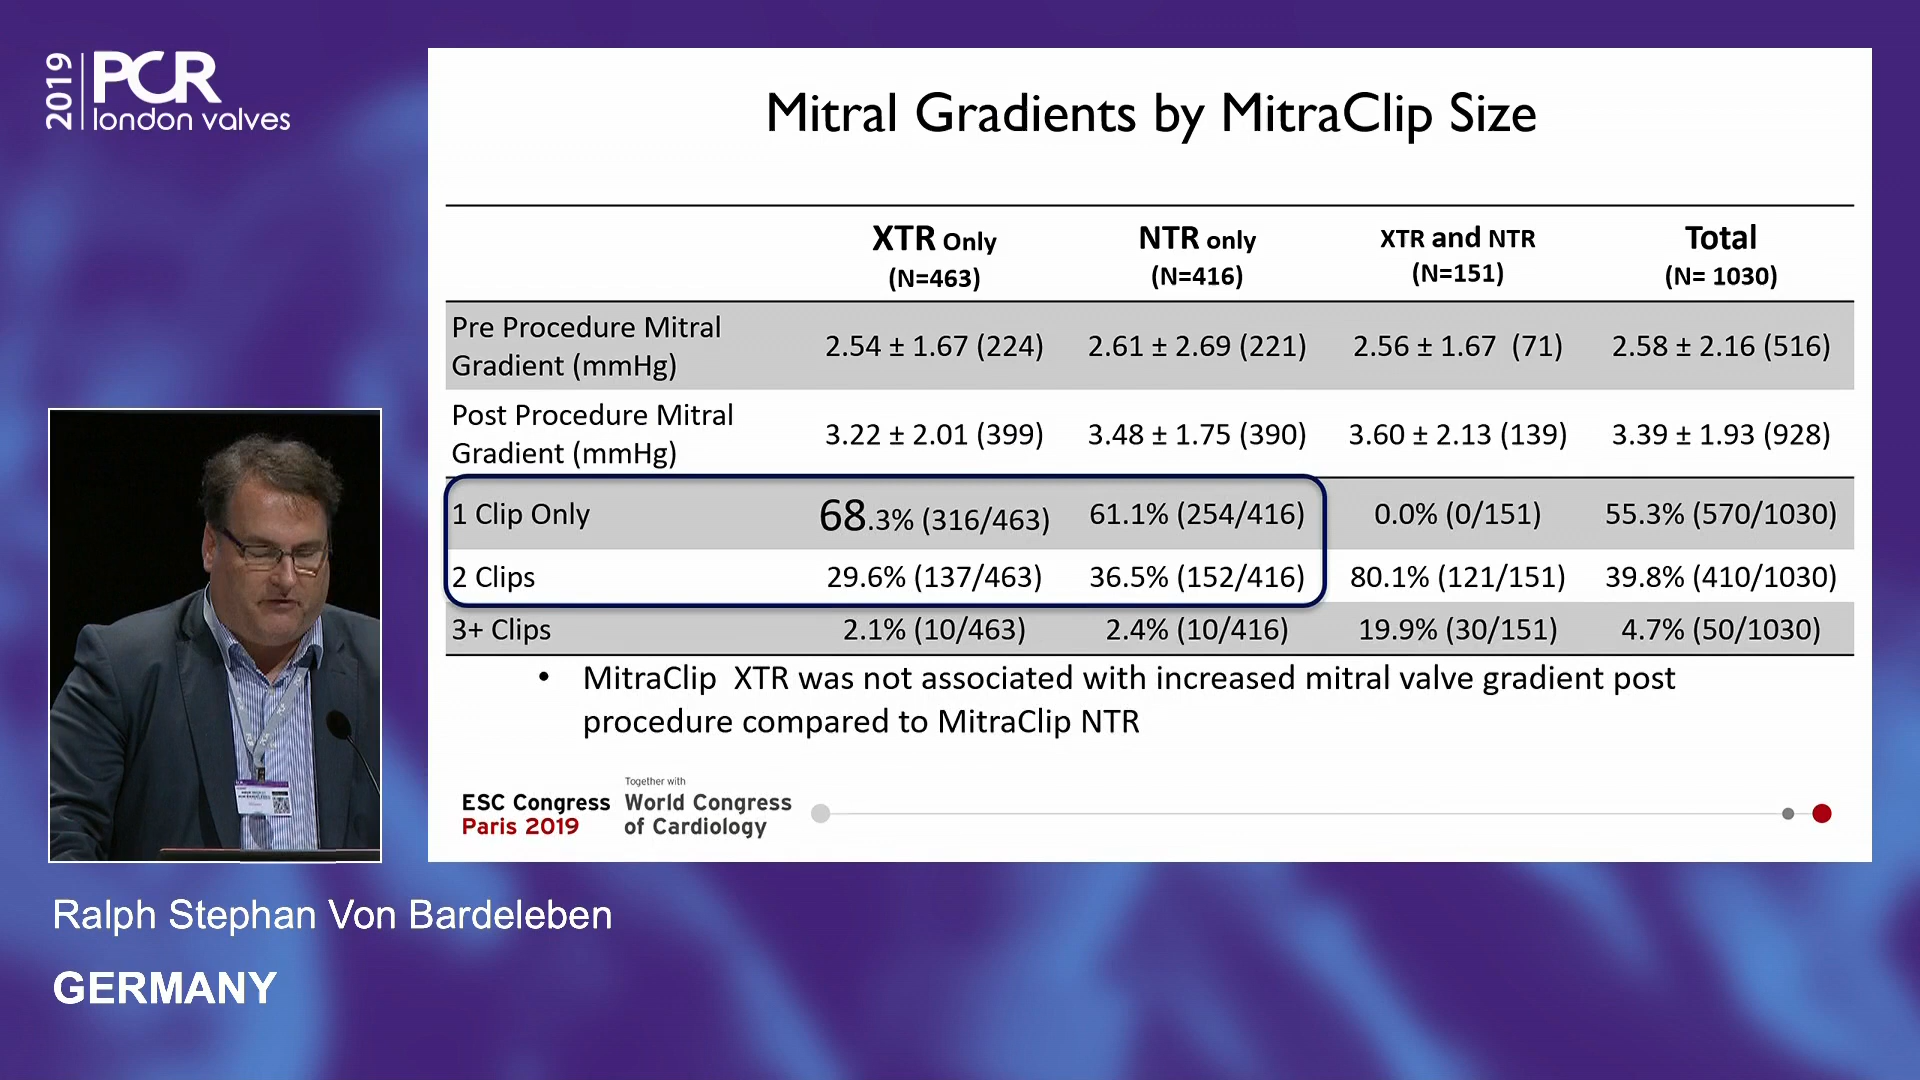 2019
PCR
london valves
Mitral Gradients by MitraClip Size
XTR Only
(N=463)
NTR only
(N=416)
XTR and NTR
(N=151)
Total
(N= 1030)
Pre Procedure Mitral
Gradient (mmHg)
2.54 ± 1.67 (224)
2.61 ± 2.69 (221)
2.56 ± 1.67 (71)
2.58 ± 2.16 (516)
Post Procedure Mitral
Gradient (mmHg)
3.22 ± 2.01 (399)
3.48 ± 1.75 (390)
3.60 ± 2.13 (139)
3.39 ± 1.93 (928)
1 Clip Only
68.3% (316/463)
61.1% (254/416)
0.0% (0/151)
55.3% (570/1030)
2 Clips
29.6% (137/463)
36.5% (152/416)
80.1% (121/151)
39.8% (410/1030)
3+ Clips
2.1% (10/463)
2.4% (10/416)
19.9% (30/151)
4.7% (50/1030)
• MitraClip XTR was not associated with increased mitral valve gradient post
procedure compared to MitraClip NTR
ESC Congress
Paris 2019
Together with
World Congress
of Cardiology
Ralph Stephan Von Bardeleben
GERMANY